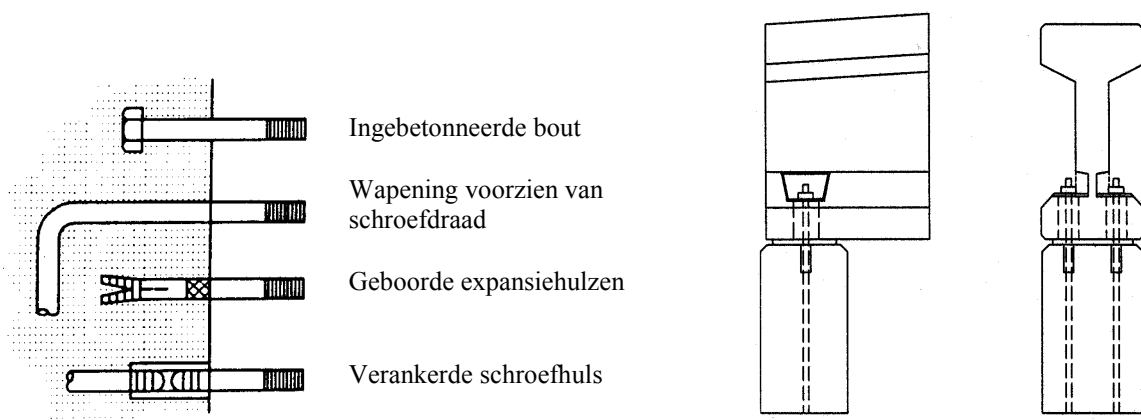 Ingebetonneerde bout
Wapening voorzien van
schroefdraad
Geboorde expansiehulzen
Verankerde schroefhuls